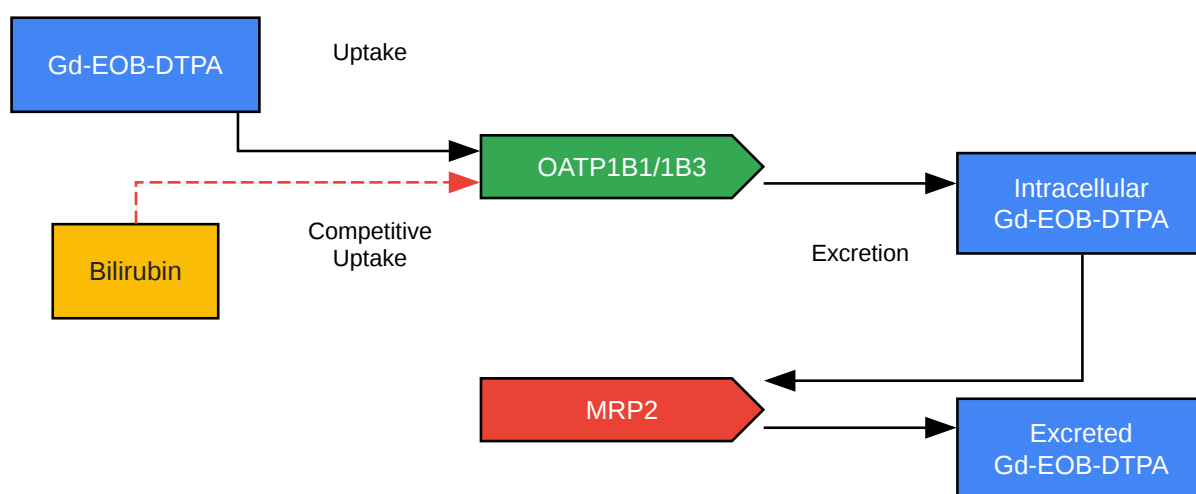 Gd-EOB-DTPA
Uptake
OATP1B1/1B3
Intracellular
Gd-EOB-DTPA
Bilirubin
Competitive
Uptake
Excretion
MRP2
Excreted
Gd-EOB-DTPA